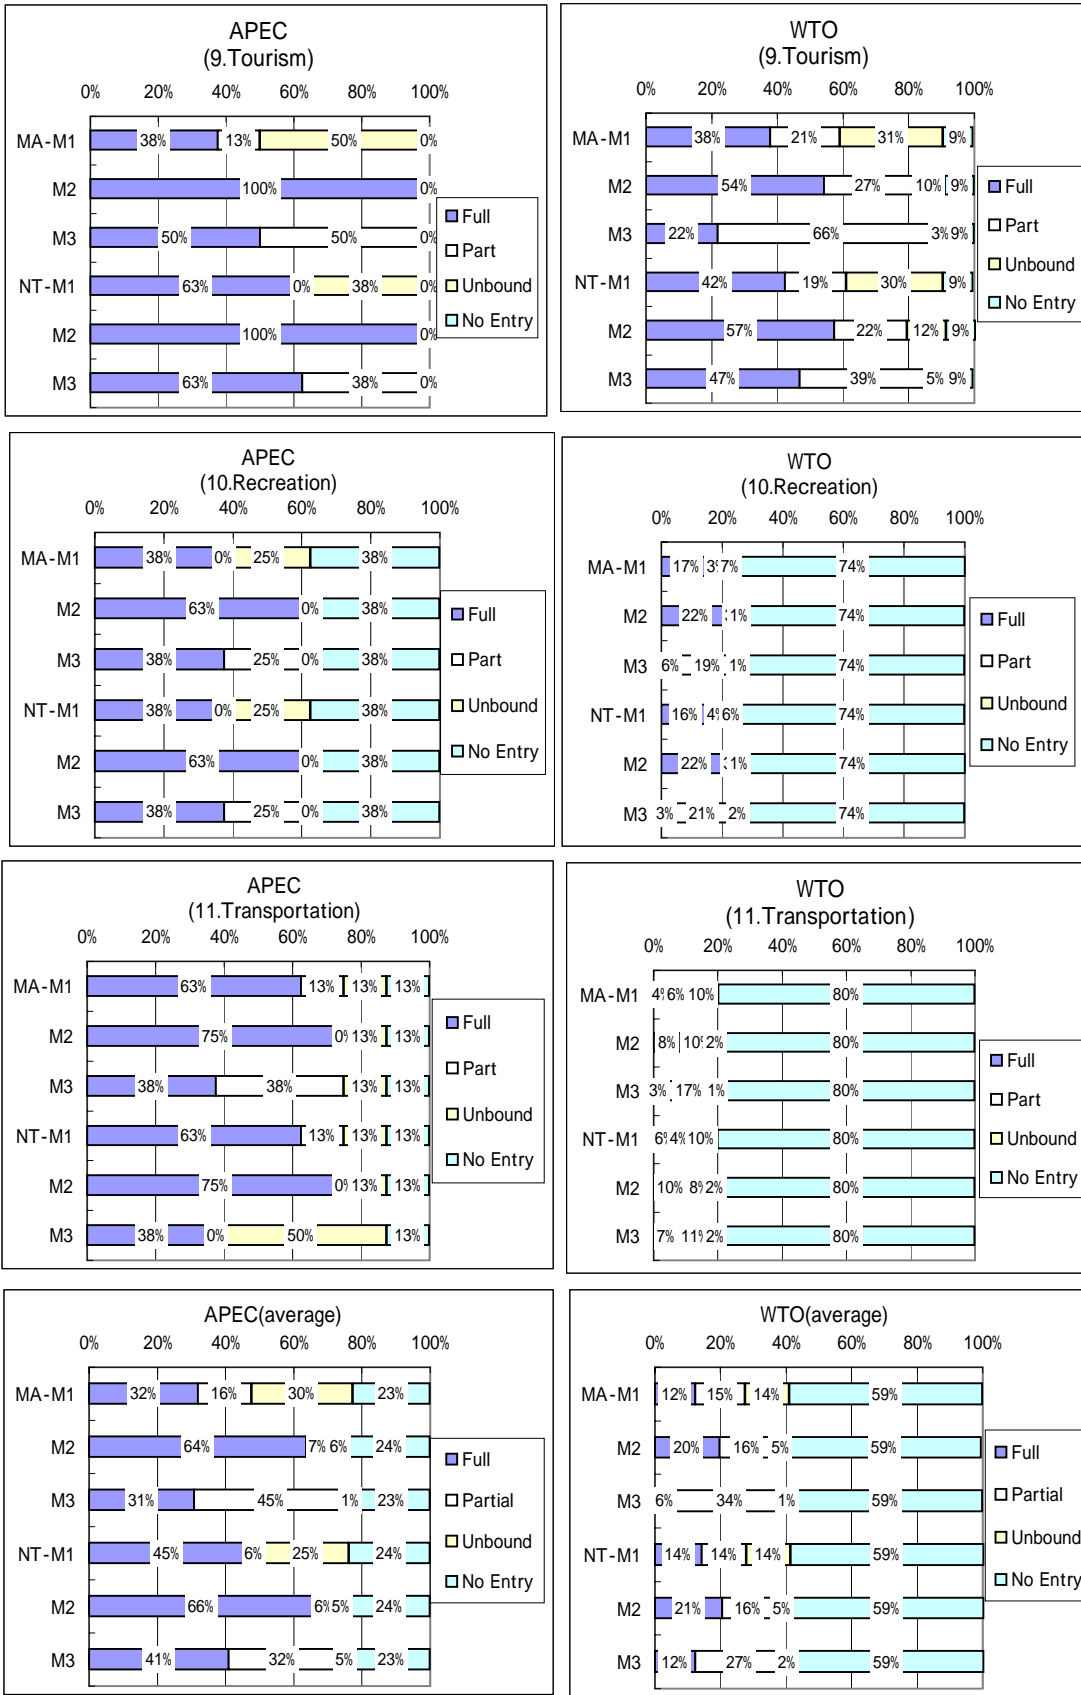 APEC
(9.Tourism)
0% 20% 40% 60% 80% 100%
MA-M1 38% 13% 50% 0%
M2 100% 0%
M3 50% 50% 0%
NT-M1 63% 0% 38% 0%
M2 100% 0%
M3 63% 38% 0%
Full
Part
Unbound
No Entry
WTO
(9.Tourism)
0% 20% 40% 60% 80% 100%
MA-M1 38% 21% 31% 9%
M2 54% 27% 10% 9%
M3 22% 66% 3% 9%
NT-M1 42% 19% 30% 9%
M2 57% 22% 12% 9%
M3 47% 39% 5% 9%
Full
Part
Unbound
No Entry
APEC
(10.Recreation)
0% 20% 40% 60% 80% 100%
MA-M1 38% 0% 25% 38%
M2 63% 0% 38%
M3 38% 25% 0% 38%
NT-M1 38% 0% 25% 38%
M2 63% 0% 38%
M3 38% 25% 0% 38%
Full
Part
Unbound
No Entry
WTO
(10.Recreation)
0% 20% 40% 60% 80% 100%
MA-M1 17% 3% 7% 74%
M2 22% 1% 74%
M3 6% 19% 1% 74%
NT-M1 16% 4% 6% 74%
M2 22% 1% 74%
M3 3% 21% 2% 74%
Full
Part
Unbound
No Entry
APEC
(11.Transportation)
0% 20% 40% 60% 80% 100%
MA-M1 63% 13% 13% 13%
M2 75% 0% 13% 13%
M3 38% 38% 13% 13%
NT-M1 63% 13% 13% 13%
M2 75% 0% 13% 13%
M3 38% 0% 50% 13%
Full
Part
Unbound
No Entry
WTO
(11.Transportation)
0% 20% 40% 60% 80% 100%
MA-M1 4% 6% 10% 80%
M2 8% 10% 2% 80%
M3 3% 17% 1% 80%
NT-M1 6% 4% 10% 80%
M2 10% 8% 2% 80%
M3 7% 11% 2% 80%
Full
Part
Unbound
No Entry
APEC(average)
0% 20% 40% 60% 80% 100%
MA-M1 32% 16% 30% 23%
M2 64% 7% 6% 24%
M3 31% 45% 1% 23%
NT-M1 45% 6% 25% 24%
M2 66% 6% 5% 24%
M3 41% 32% 5% 23%
Full
Partial
Unbound
No Entry
WTO(average)
0% 20% 40% 60% 80% 100%
MA-M1 12% 15% 14% 59%
M2 20% 16% 5% 59%
M3 6% 34% 1% 59%
NT-M1 14% 14% 14% 59%
M2 21% 16% 5% 59%
M3 12% 27% 2% 59%
Full
Partial
Unbound
No Entry